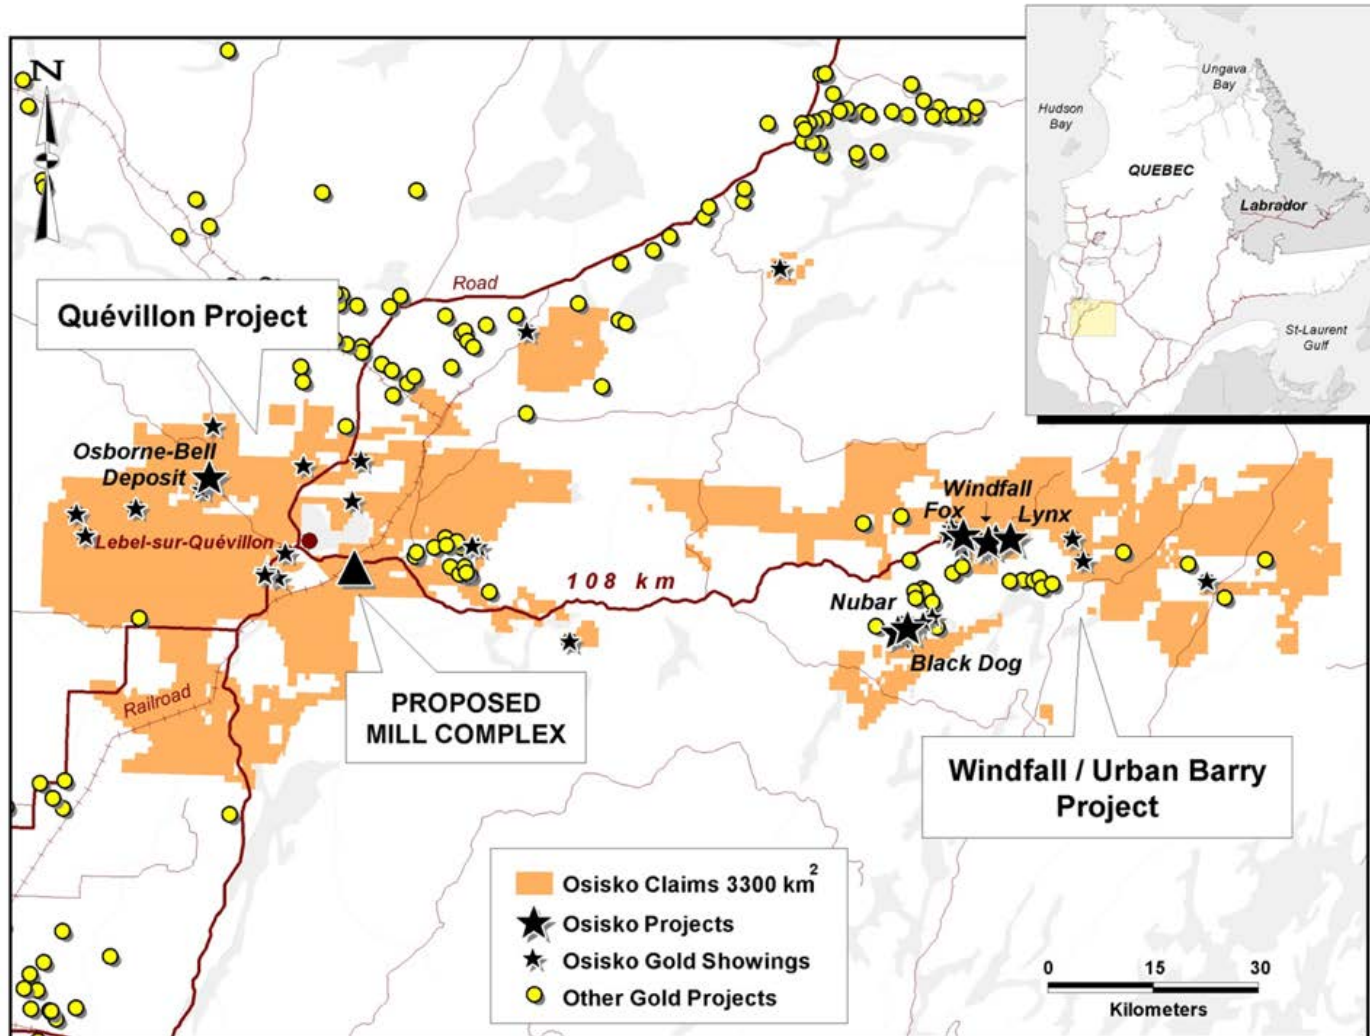 N
Hudson
Bay
Ungava
Bay
QUEBEC
Labrador
St-Laurent
Gulf
Road
Quévillon Project
Osborne-Bell
Deposit
Lebel-sur-Quévillon
Windfall
Fox
Lynx
108 km
Nubar
Black Dog
Railroad
PROPOSED
MILL COMPLEX
Windfall / Urban Barry
Project
Osisko Claims 3300 km²
Osisko Projects
Osisko Gold Showings
Other Gold Projects
0 15 30
Kilometers